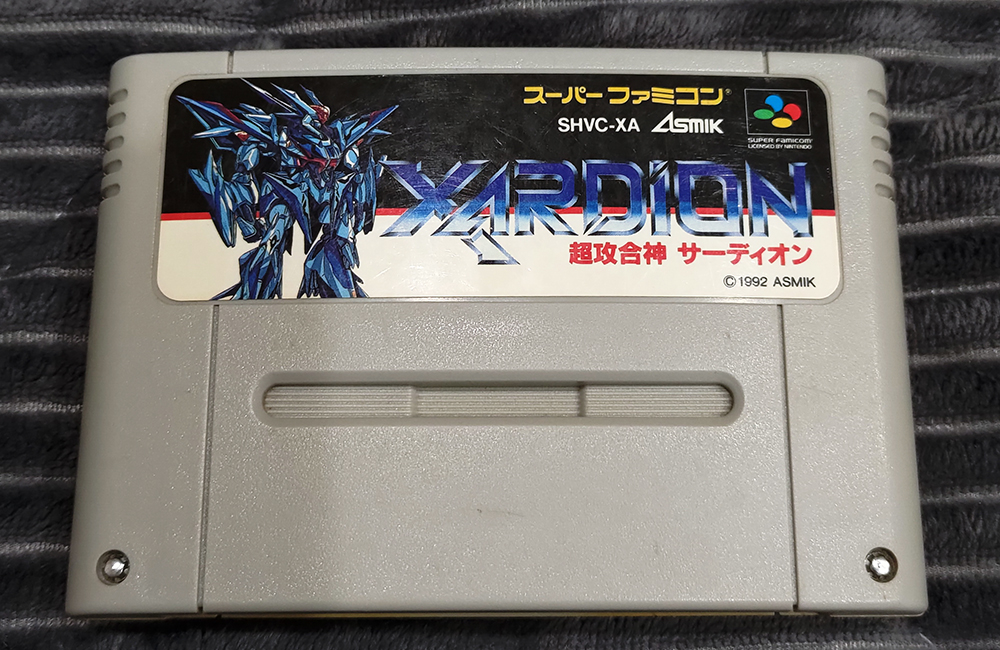 スーパーファミコン®
SHVC-XA ASMIK
SUPER FAMICOM
LICENSED BY NINTENDO
XARDION
超攻合神 サーディオン
©1992 ASMIK